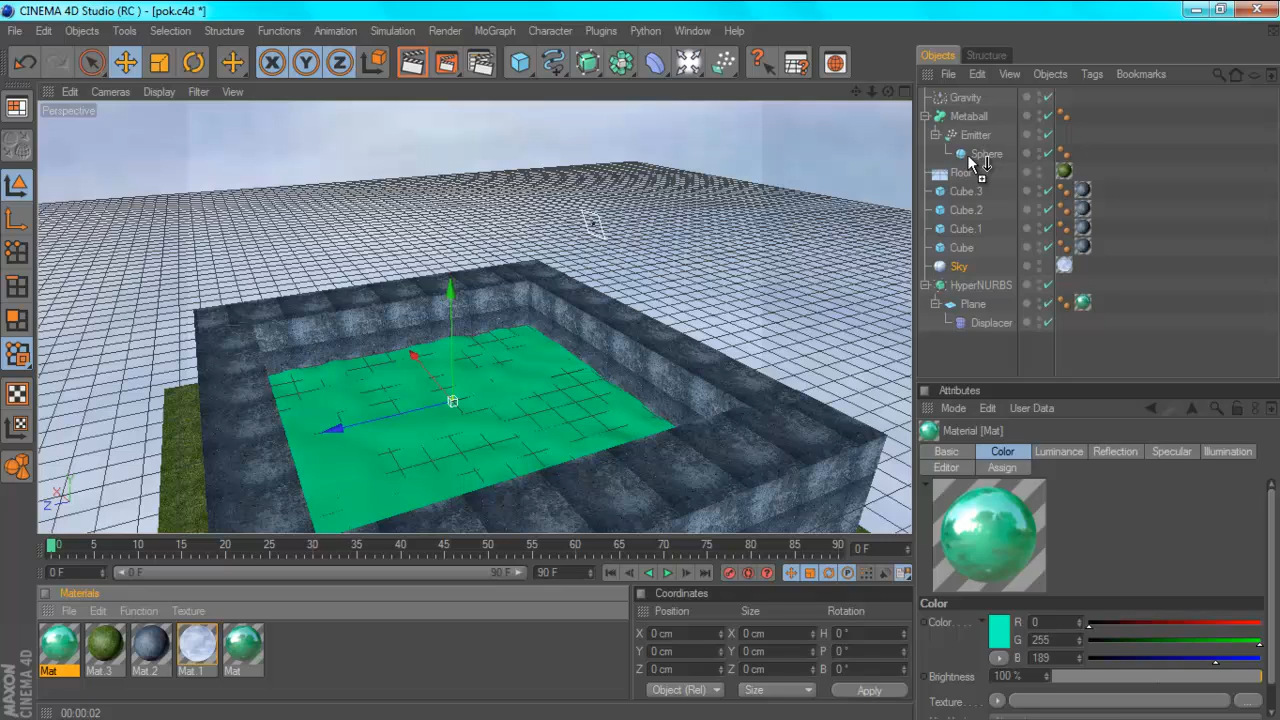 CINEMA 4D Studio (RC ) - [pok.c4d *]
File Edit Objects Tools Selection Structure Functions Animation Simulation Render MoGraph Character Plugins Python Window Help
Objects Structure
File Edit View Objects Tags Bookmarks
Edit Cameras Display Filter View
Perspective
Gravity
Metaball
Emitter
Sphere
Floor
Cube.3
Cube.2
Cube.1
Cube
Sky
HyperNURBS
Plane
Displacer
Attributes
Mode Edit User Data
Material [Mat]
Basic Color Luminance Reflection Specular Illumination
Editor Assign
X
Y
Z
0 5 10 15 20 25 30 35 40 45 50 55 60 65 70 75 80 85 90 0 F
0 F 0 F 90 F 90 F
Materials
File Edit Function Texture
Mat Mat.3 Mat.2 Mat.1 Mat
Coordinates
Position Size Rotation
X 0 cm X 0 cm H 0 °
Y 0 cm Y 0 cm P 0 °
Z 0 cm Z 0 cm B 0 °
Object (Rel) Size Apply
Color
Color . . . . R 0
G 255
B 189
Brightness 100 %
Texture. . . . .
MAXON
CINEMA 4D
00:00:02